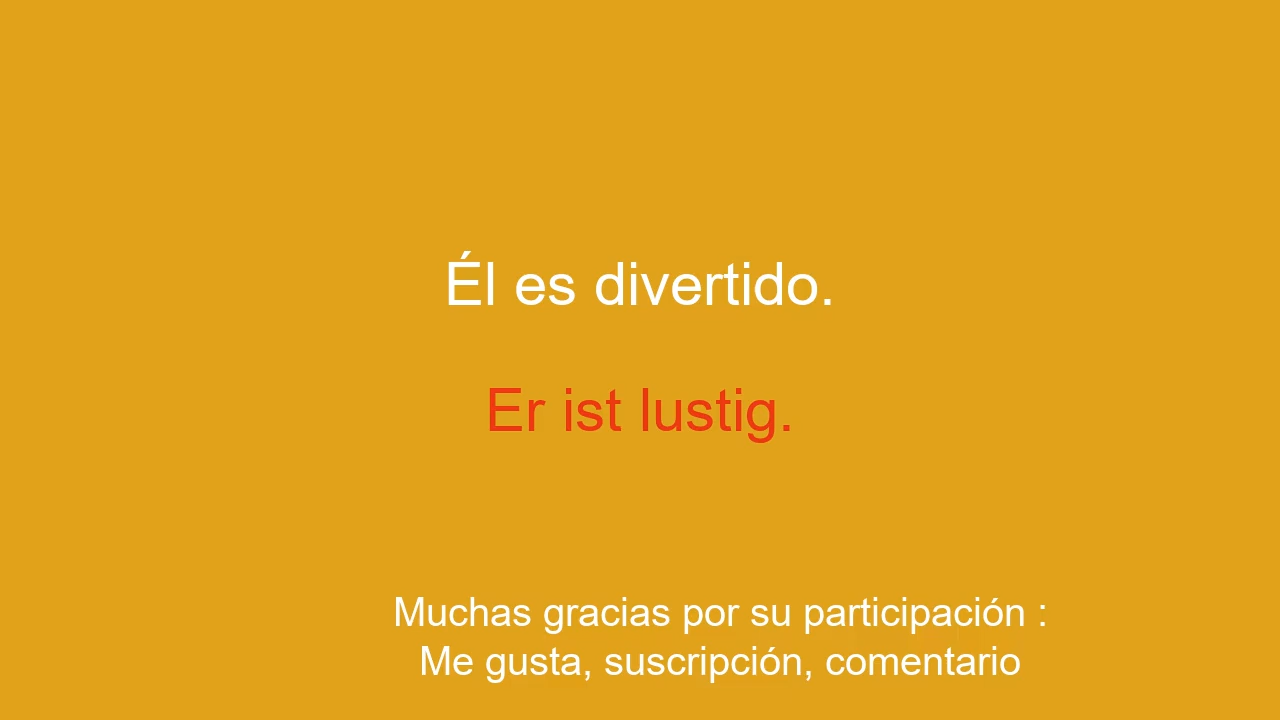 Él es divertido.
Er ist lustig.
Muchas gracias por su participación :
Me gusta, suscripción, comentario